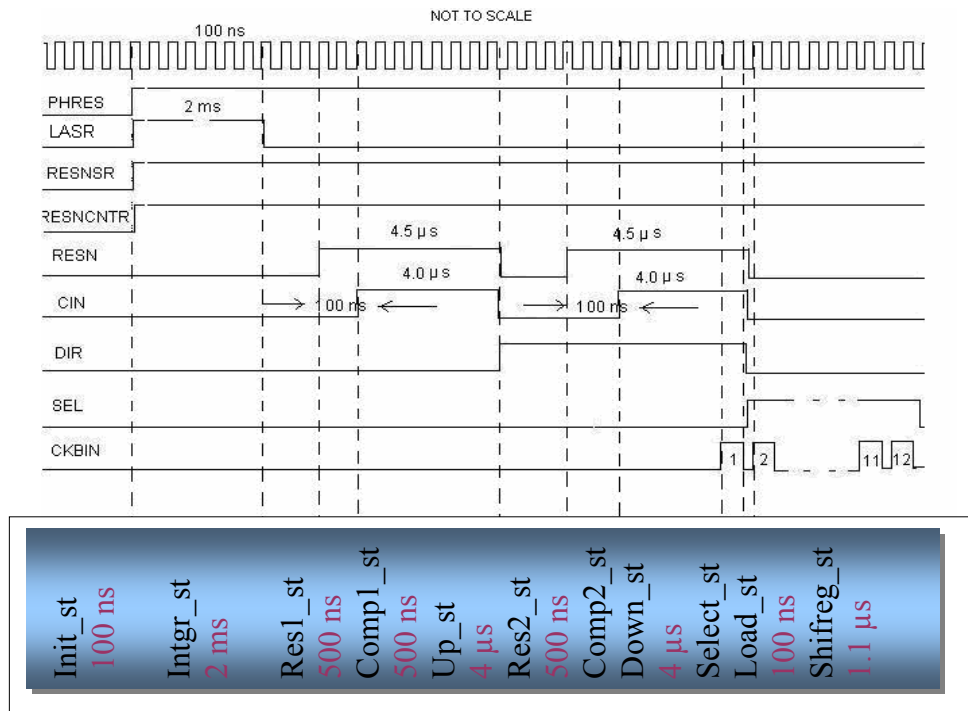 NOT TO SCALE
100 ns
PHRES
2 ms
LASR
RESNSR
RESNCNTR
4.5 µs
4.5 µs
RESN
4.0 µs
4.0 µs
CIN
00 ns
100 ns
DIR
SEL
CKBIN
1
2
11
12
Init_st
100 ns
Intgr_st
2 ms
Res1_st
500 ns
Comp1_st
500 ns
Up_st
4 µs
Res2_st
500 ns
Comp2_st
Down_st
4 µs
Select_st
Load_st
100 ns
Shifreg_st
1.1 µs